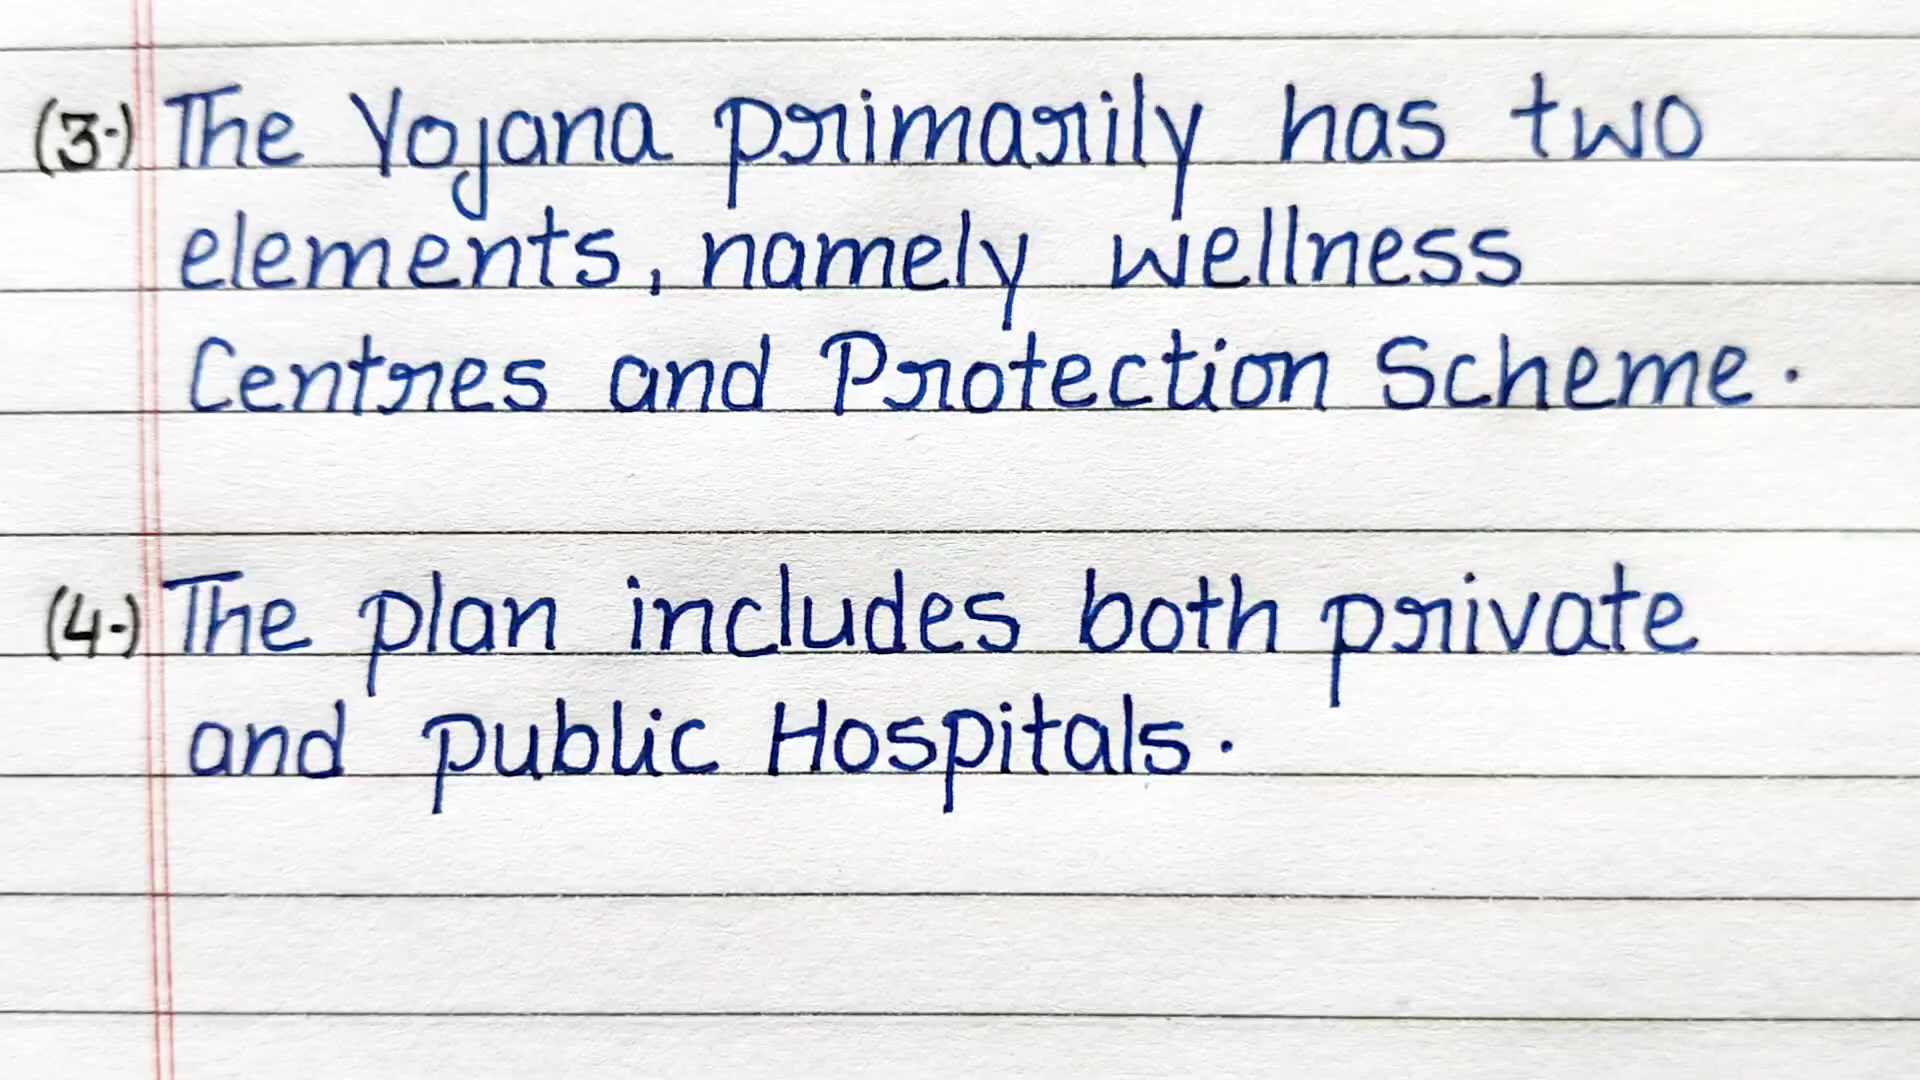 (3.) The Yojana primarily has two
elements, namely wellness
Centres and Protection Scheme.
(4.) The plan includes both private
and public Hospitals.